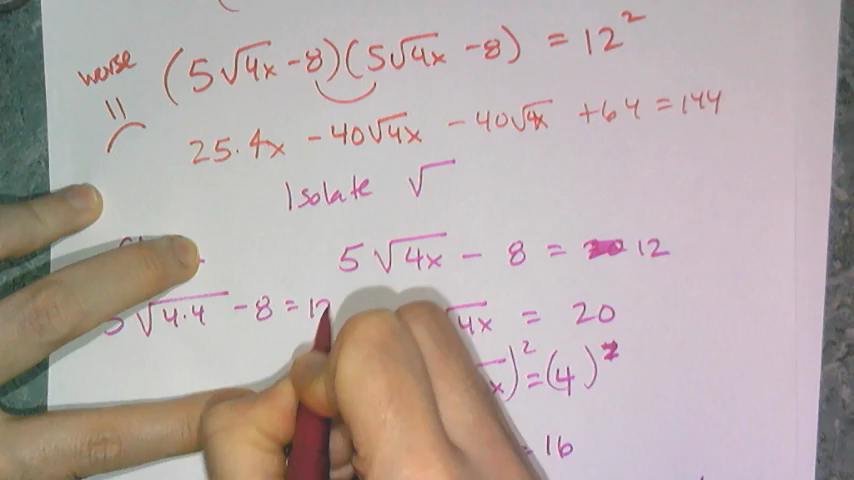 worse
(5√4x -8)(5√4x -8) = 12²
25·4x -40√4x -40√4x +64 =144
Isolate √
5√4x - 8 = 12
√4·4 -8=12
√4x = 20
x)² =(4)²
=16